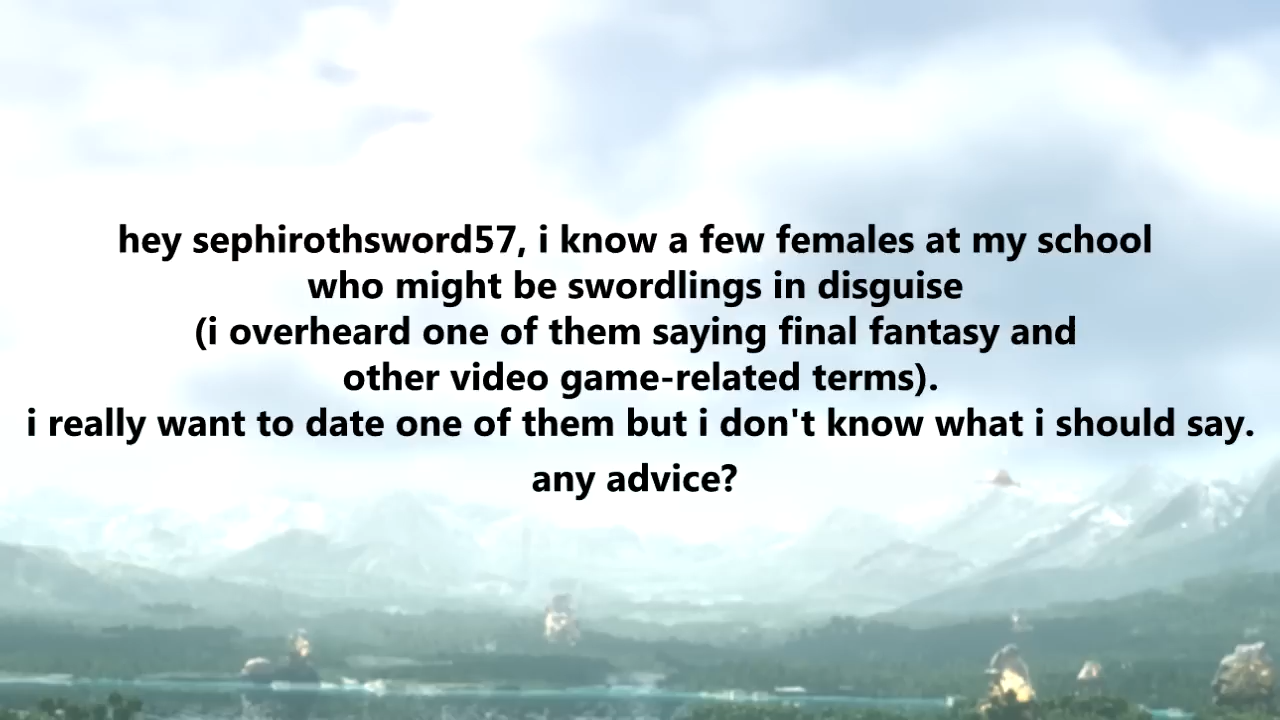 hey sephirothsword57, i know a few females at my school
who might be swordlings in disguise
(i overheard one of them saying final fantasy and
other video game-related terms).
i really want to date one of them but i don't know what i should say.
any advice?